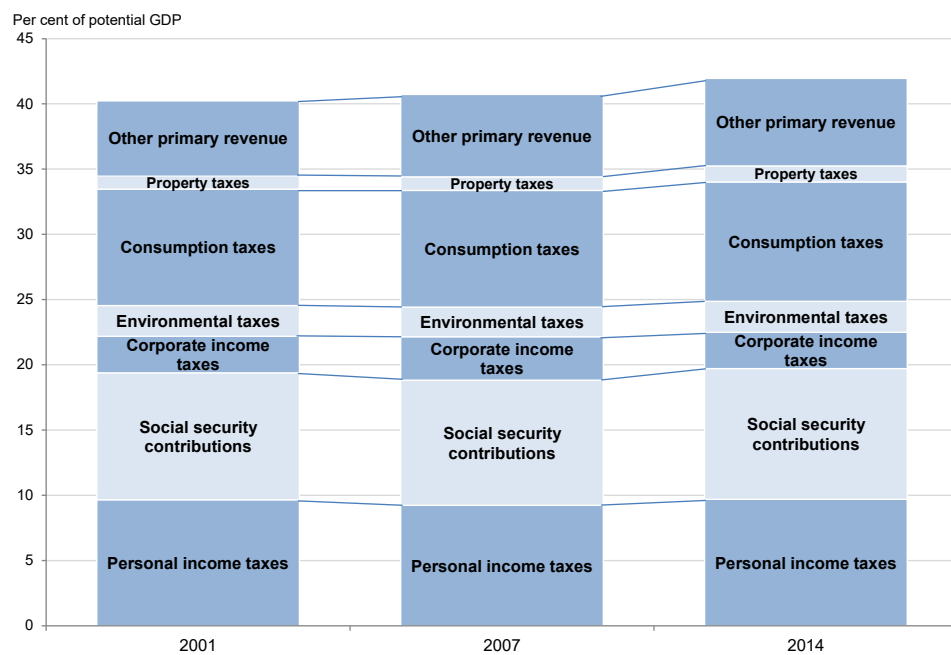 Per cent of potential GDP
45
40
35
30
25
20
15
10
5
0
Other primary revenue
Property taxes
Consumption taxes
Environmental taxes
Corporate income
taxes
Social security
contributions
Personal income taxes
Other primary revenue
Property taxes
Consumption taxes
Environmental taxes
Corporate income
taxes
Social security
contributions
Personal income taxes
Other primary revenue
Property taxes
Consumption taxes
Environmental taxes
Corporate income
taxes
Social security
contributions
Personal income taxes
2001
2007
2014